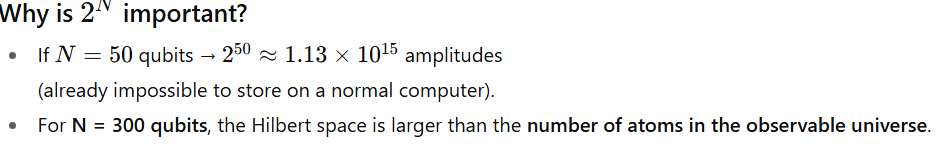 Why is 2^N important?
• If N = 50 qubits → 2^50 ≈ 1.13 × 10^15 amplitudes
(already impossible to store on a normal computer).
• For N = 300 qubits, the Hilbert space is larger than the number of atoms in the observable universe.